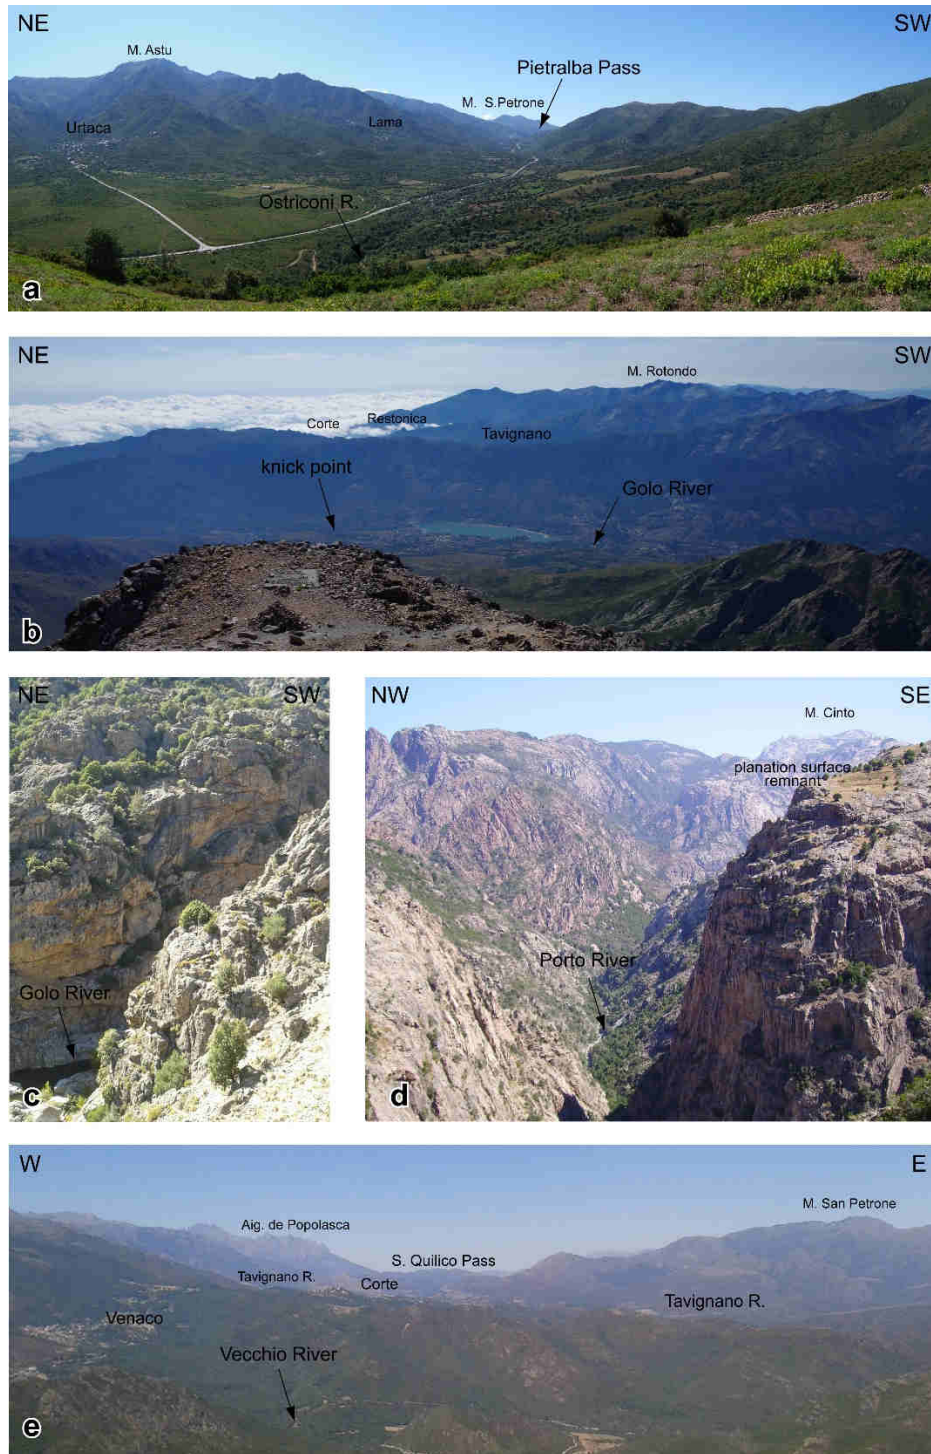 NE
SW
M. Astu
Pietralba Pass
M. S.Petrone
Lama
Urtaca
Ostriconi R.
a
NE
SW
M. Rotondo
Restonica
Corte
Tavignano
knick point
Golo River
b
NE
SW
Golo River
c
NW
SE
M. Cinto
planation surface
remnant
Porto River
d
W
E
M. San Petrone
Aig. de Popolasca
S. Quilico Pass
Tavignano R.
Corte
Tavignano R.
Venaco
Vecchio River
e